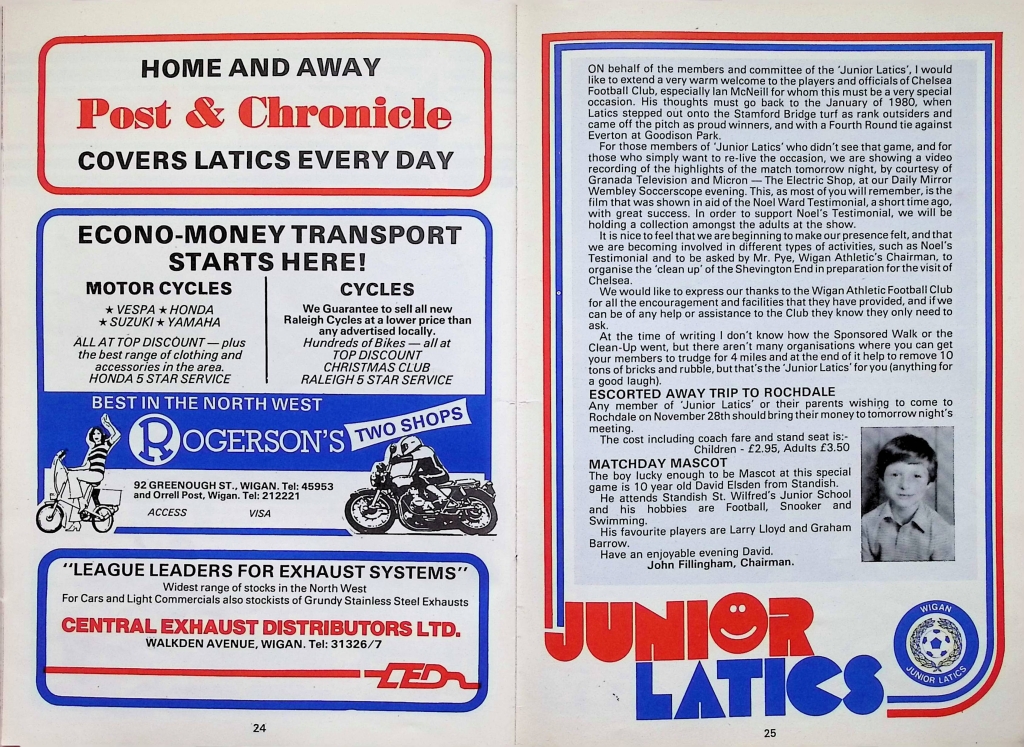 HOME AND AWAY
Post & Chronicle
COVERS LATICS EVERY DAY
ECONO-MONEY TRANSPORT
STARTS HERE!
MOTOR CYCLES
★ VESPA ★ HONDA
★ SUZUKI ★ YAMAHA
ALL AT TOP DISCOUNT — plus
the best range of clothing and
accessories in the area.
HONDA 5 STAR SERVICE
CYCLES
We Guarantee to sell all new
Raleigh Cycles at a lower price than
any advertised locally.
Hundreds of Bikes — all at
TOP DISCOUNT
CHRISTMAS CLUB
RALEIGH 5 STAR SERVICE
BEST IN THE NORTH WEST
ROGERSON'S
TWO SHOPS
92 GREENOUGH ST., WIGAN. Tel: 45953
and Orrell Post, Wigan. Tel: 212221
ACCESS VISA
"LEAGUE LEADERS FOR EXHAUST SYSTEMS"
Widest range of stocks in the North West
For Cars and Light Commercials also stockists of Grundy Stainless Steel Exhausts
CENTRAL EXHAUST DISTRIBUTORS LTD.
WALKDEN AVENUE, WIGAN. Tel: 31326/7
CED
24
ON behalf of the members and committee of the 'Junior Latics', I would
like to extend a very warm welcome to the players and officials of Chelsea
Football Club, especially Ian McNeill for whom this must be a very special
occasion. His thoughts must go back to the January of 1980, when
Latics stepped out onto the Stamford Bridge turf as rank outsiders and
came off the pitch as proud winners, and with a Fourth Round tie against
Everton at Goodison Park.
For those members of 'Junior Latics' who didn't see that game, and for
those who simply want to re-live the occasion, we are showing a video
recording of the highlights of the match tomorrow night, by courtesy of
Granada Television and Micron — The Electric Shop, at our Daily Mirror
Wembley Soccerscope evening. This, as most of you will remember, is the
film that was shown in aid of the Noel Ward Testimonial, a short time ago,
with great success. In order to support Noel's Testimonial, we will be
holding a collection amongst the adults at the show.
It is nice to feel that we are beginning to make our presence felt, and that
we are becoming involved in different types of activities, such as Noel's
Testimonial and to be asked by Mr. Pye, Wigan Athletic's Chairman, to
organise the 'clean up' of the Shevington End in preparation for the visit of
Chelsea.
We would like to express our thanks to the Wigan Athletic Football Club
for all the encouragement and facilities that they have provided, and if we
can be of any help or assistance to the Club they know they only need to
ask.
At the time of writing I don't know how the Sponsored Walk or the
Clean-Up went, but there aren't many organisations where you can get
your members to trudge for 4 miles and at the end of it help to remove 10
tons of bricks and rubble, but that's the 'Junior Latics' for you (anything for
a good laugh).
ESCORTED AWAY TRIP TO ROCHDALE
Any member of 'Junior Latics' or their parents wishing to come to
Rochdale on November 28th should bring their money to tomorrow night's
meeting.
The cost including coach fare and stand seat is:-
Children - £2.95, Adults £3.50
MATCHDAY MASCOT
The boy lucky enough to be Mascot at this special
game is 10 year old David Elsden from Standish.
He attends Standish St. Wilfred's Junior School
and his hobbies are Football, Snooker and
Swimming.
His favourite players are Larry Lloyd and Graham
Barrow.
Have an enjoyable evening David.
John Fillingham, Chairman.
JUNIOR
LATICS
WIGAN
JUNIOR LATICS
25